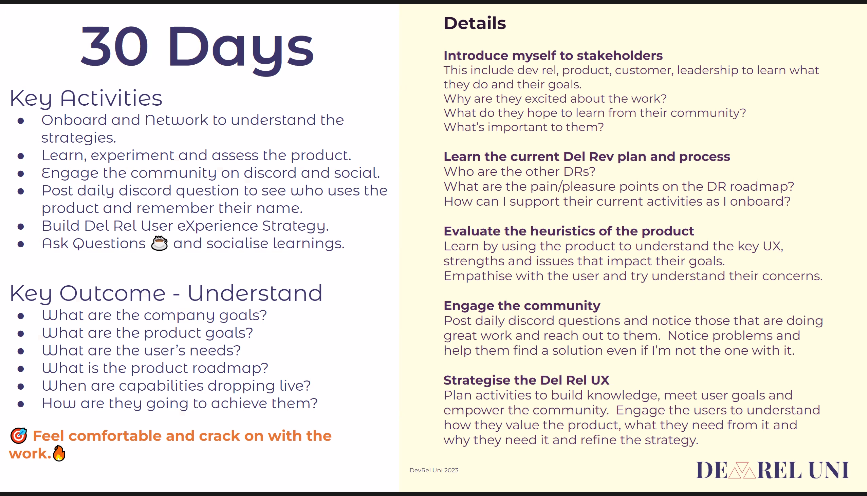 30 Days
Key Activities
● Onboard and Network to understand the
strategies.
● Learn, experiment and assess the product.
● Engage the community on discord and social.
● Post daily discord question to see who uses the
product and remember their name.
● Build Del Rel User eXperience Strategy.
● Ask Questions ☕ and socialise learnings.
Key Outcome - Understand
● What are the company goals?
● What are the product goals?
● What are the user's needs?
● What is the product roadmap?
● When are capabilities dropping live?
● How are they going to achieve them?
🎯 Feel comfortable and crack on with the
work.🔥
Details
Introduce myself to stakeholders
This include dev rel, product, customer, leadership to learn what
they do and their goals.
Why are they excited about the work?
What do they hope to learn from their community?
What's important to them?
Learn the current Del Rev plan and process
Who are the other DRs?
What are the pain/pleasure points on the DR roadmap?
How can I support their current activities as I onboard?
Evaluate the heuristics of the product
Learn by using the product to understand the key UX,
strengths and issues that impact their goals.
Empathise with the user and try understand their concerns.
Engage the community
Post daily discord questions and notice those that are doing
great work and reach out to them.  Notice problems and
help them find a solution even if I'm not the one with it.
Strategise the Del Rel UX
Plan activities to build knowledge, meet user goals and
empower the community.  Engage the users to understand
how they value the product, what they need from it and
why they need it and refine the strategy.
DevRel Uni 2023
DEVREL UNI